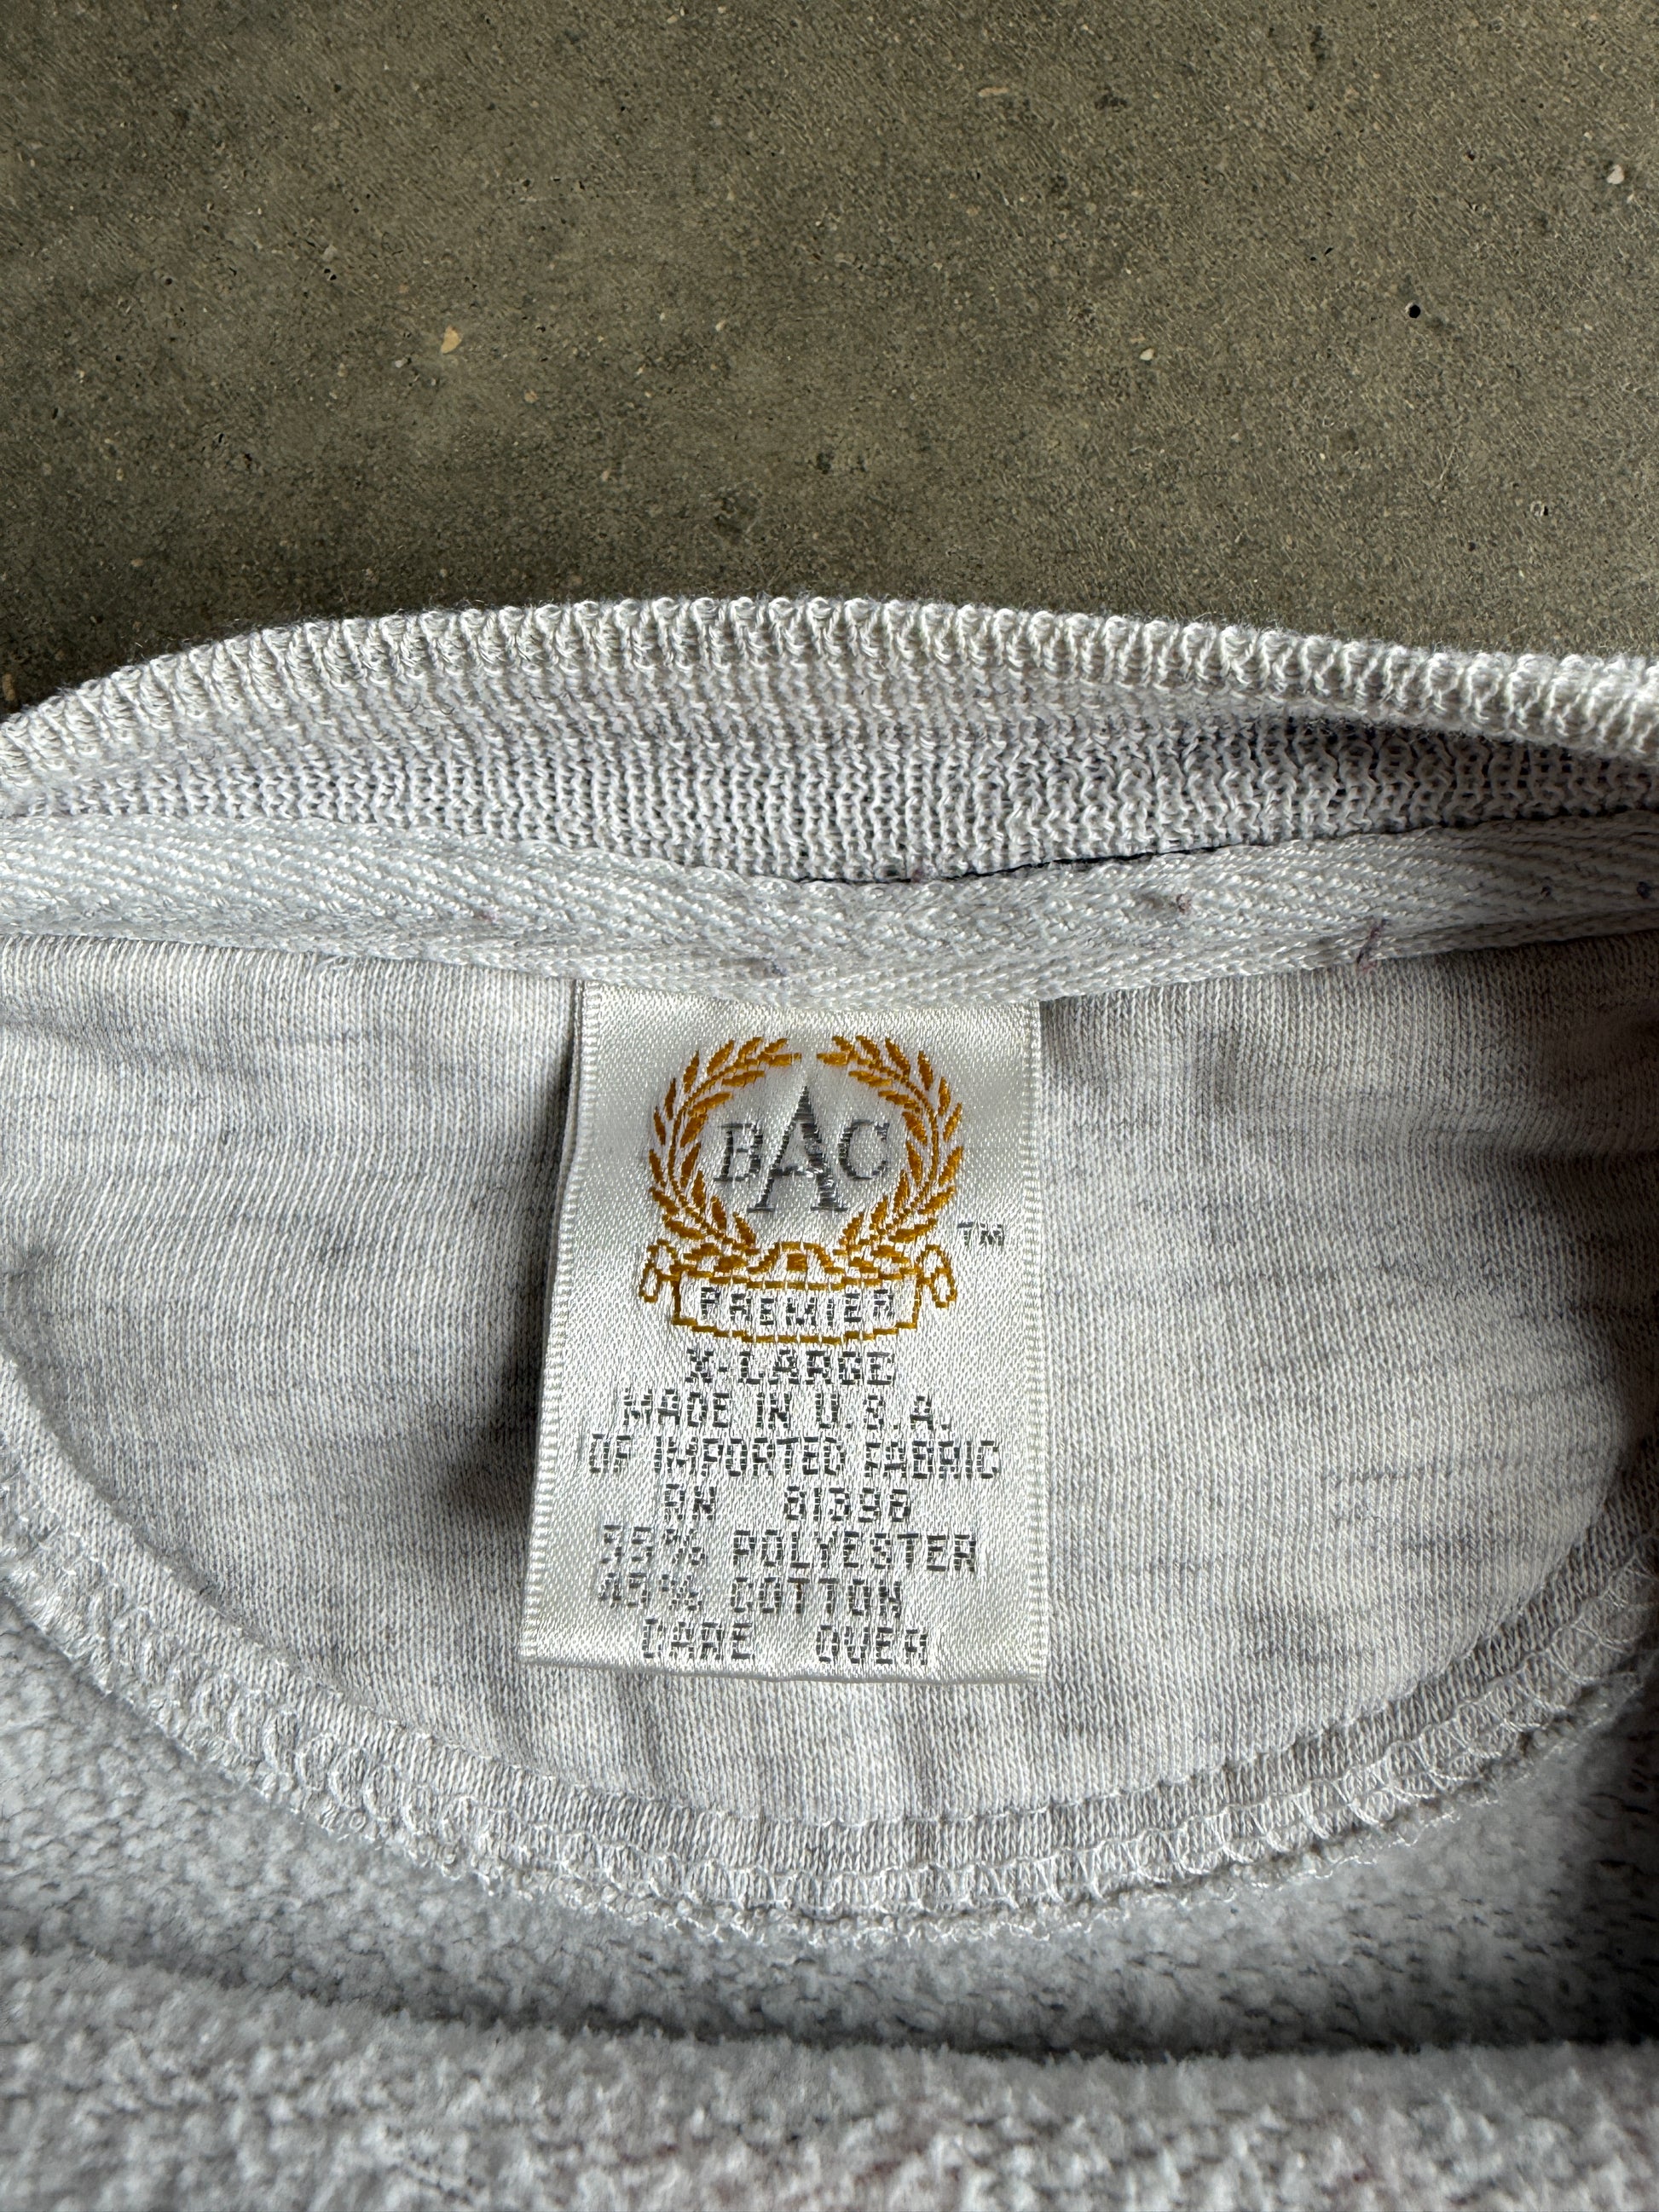 BAC
TM
PREMIER
X-LARGE
MADE IN U.S.A.
OF IMPORTED FABRIC
RN 81398
55% POLYESTER
45% COTTON
CARE OVER